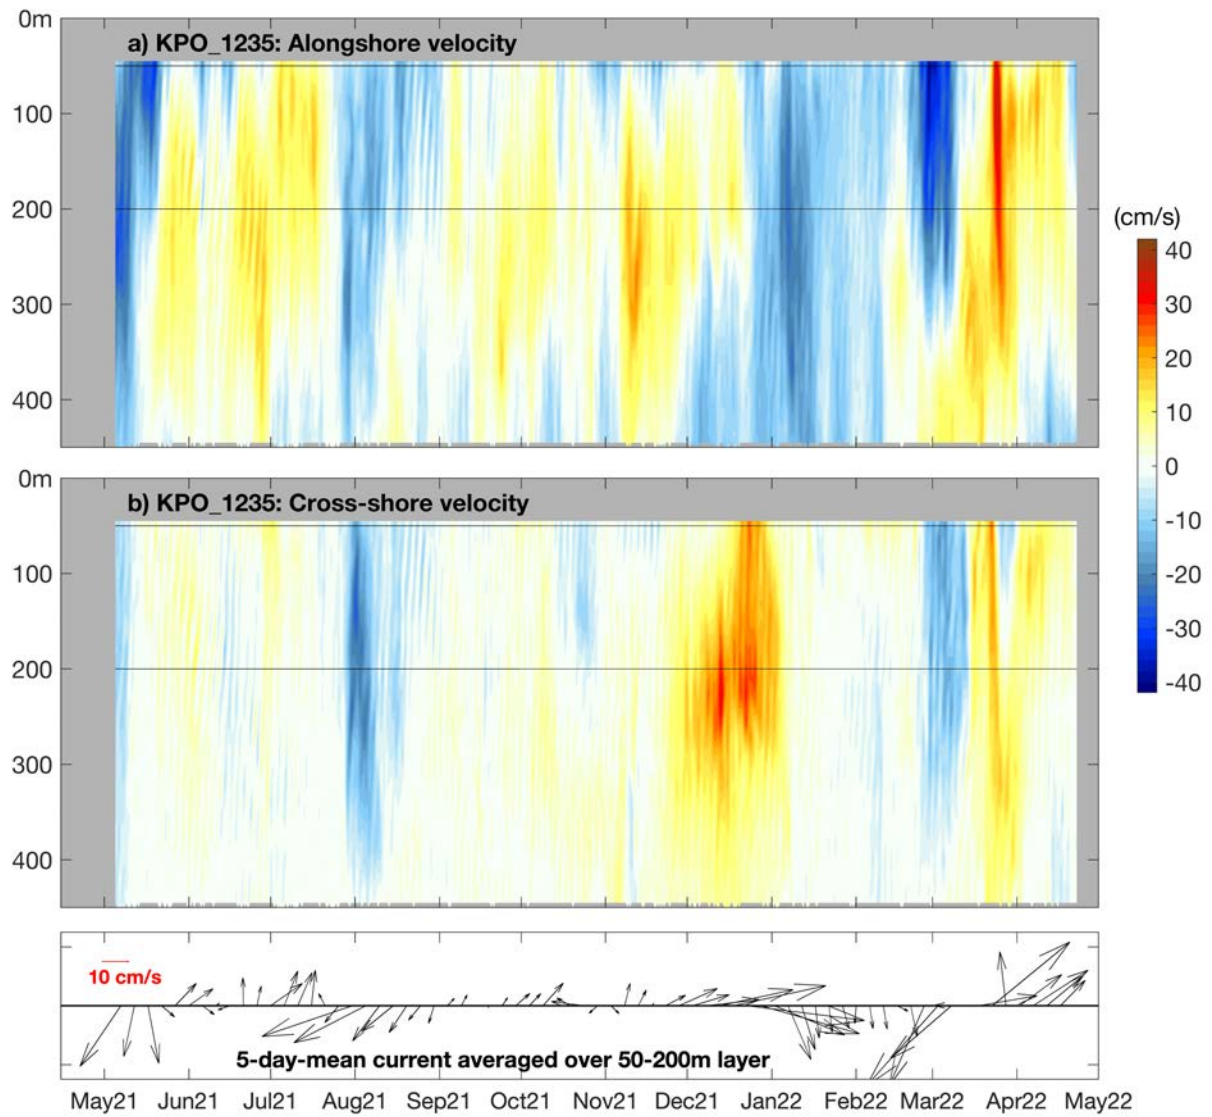 0m
a) KPO_1235: Alongshore velocity
100
200
300
400
(cm/s)
40
30
20
10
0
-10
-20
-30
-40
0m
b) KPO_1235: Cross-shore velocity
100
200
300
400
10 cm/s
5-day-mean current averaged over 50-200m layer
May21 Jun21 Jul21 Aug21 Sep21 Oct21 Nov21 Dec21 Jan22 Feb22 Mar22 Apr22 May22